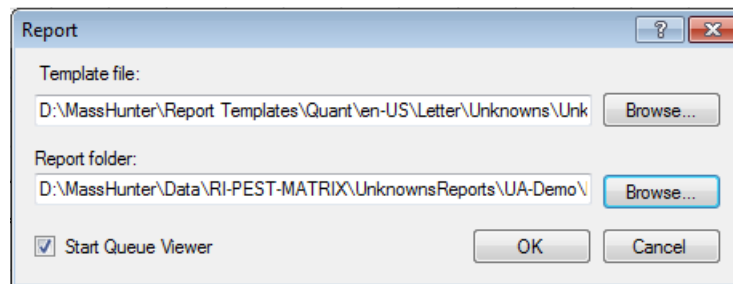 Report
Template file:
D:\MassHunter\Report Templates\Quant\en-US\Letter\Unknowns\Unk
Browse...
Report folder:
D:\MassHunter\Data\RI-PEST-MATRIX\UnknownsReports\UA-Demo\
Browse...
Start Queue Viewer
OK
Cancel